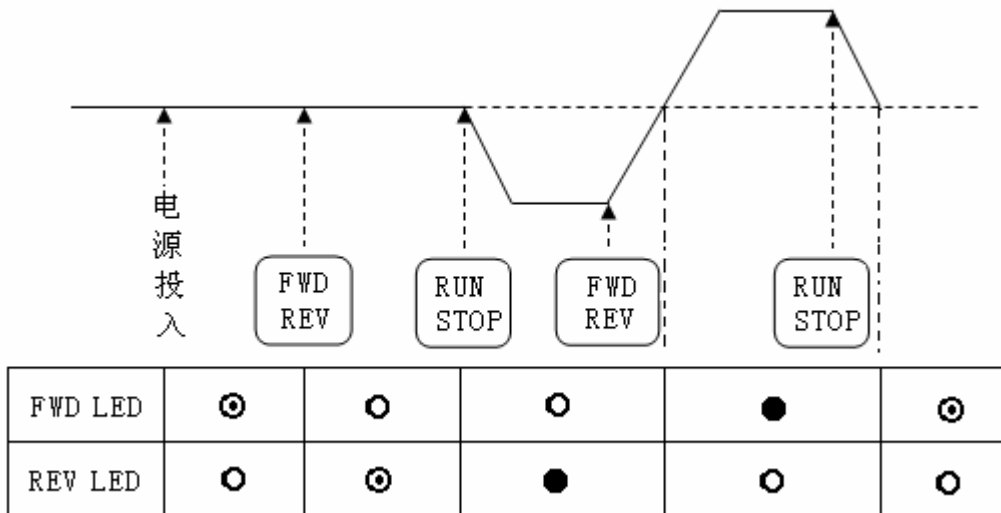 电源投入
FWD
REV
RUN
STOP
FWD
REV
RUN
STOP
FWD LED
REV LED